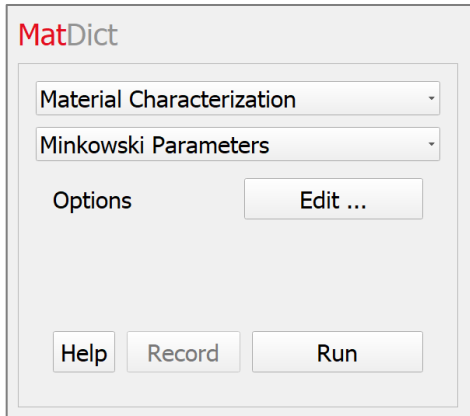 MatDict
Material Characterization
Minkowski Parameters
Options Edit ...
Help Record Run